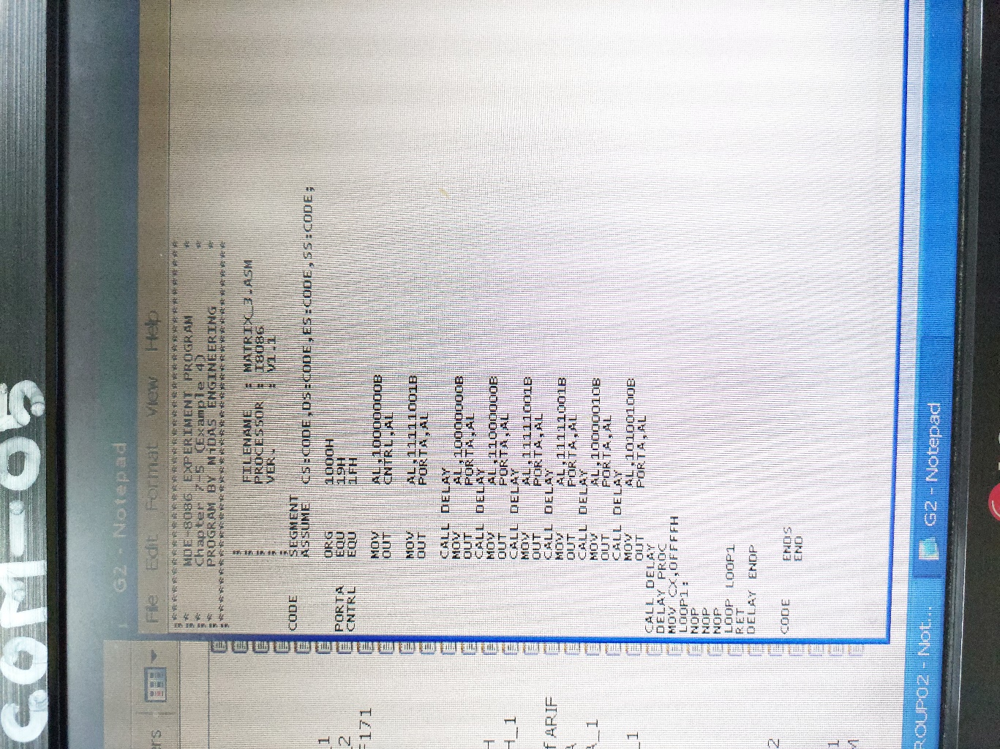 COM-05
G2 - Notepad
File Edit Format View Help
;*********************************
;* MDE-8086 EXPERIMENT PROGRAM *
;* Chapter 7-5 (Example 4) *
;* PROGRAM BY MiDAS ENGINEERING *
;*********************************
;
; FILENAME : MATRIX_3.ASM
; PROCESSOR : I8086
; VER. : V1.1
;
CODE SEGMENT
ASSUME CS:CODE,DS:CODE,ES:CODE,SS:CODE;
ORG 1000H
PORTA EQU 19H
CNTRL EQU 1FH
MOV AL,10000000B
OUT CNTRL,AL
MOV AL,11111001B
OUT PORTA,AL
CALL DELAY
MOV AL,10000000B
OUT PORTA,AL
CALL DELAY
MOV AL,11000000B
OUT PORTA,AL
CALL DELAY
MOV AL,11111001B
OUT PORTA,AL
CALL DELAY
MOV AL,11111001B
OUT PORTA,AL
CALL DELAY
MOV AL,10000010B
OUT PORTA,AL
CALL DELAY
MOV AL,10100100B
OUT PORTA,AL
CALL DELAY
DELAY PROC
MOV CX,0FFFFH
LOOP1:
NOP
NOP
NOP
LOOP LOOP1
RET
DELAY ENDP
CODE ENDS
END
ROUP02 - Not...
G2 - Notepad
ers
F171
f ARIF